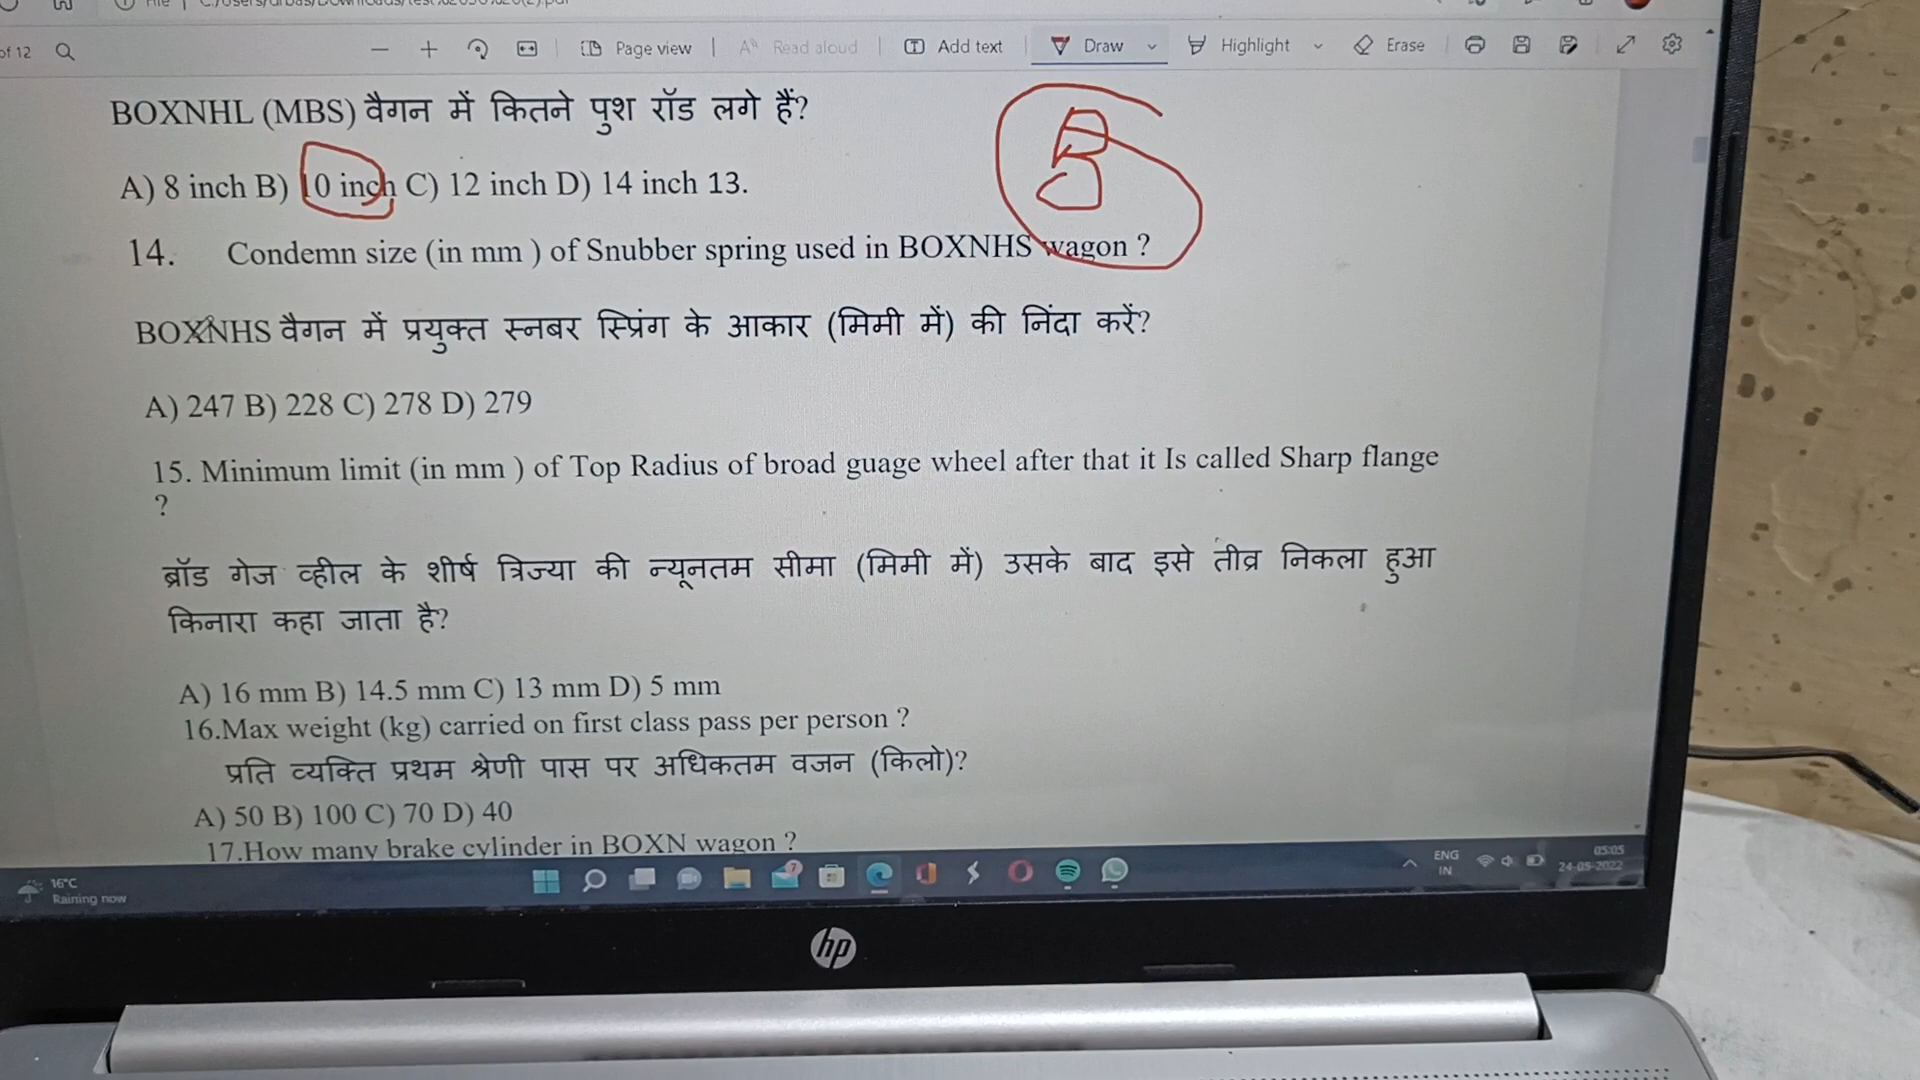 of 12
Page view
Read aloud
Add text
Draw
Highlight
Erase
BOXNHL (MBS) वैगन में कितने पुश रॉड लगे हैं?
A) 8 inch B) 10 inch C) 12 inch D) 14 inch 13.
B
14. Condemn size (in mm ) of Snubber spring used in BOXNHS wagon ?
BOXNHS वैगन में प्रयुक्त स्नबर स्प्रिंग के आकार (मिमी में) की निंदा करें?
A) 247 B) 228 C) 278 D) 279
15. Minimum limit (in mm ) of Top Radius of broad guage wheel after that it Is called Sharp flange
?
ब्रॉड गेज व्हील के शीर्ष त्रिज्या की न्यूनतम सीमा (मिमी में) उसके बाद इसे तीव्र निकला हुआ
किनारा कहा जाता है?
A) 16 mm B) 14.5 mm C) 13 mm D) 5 mm
16.Max weight (kg) carried on first class pass per person ?
प्रति व्यक्ति प्रथम श्रेणी पास पर अधिकतम वजन (किलो)?
A) 50 B) 100 C) 70 D) 40
17.How many brake cylinder in BOXN wagon ?
16°C
Raining now
ENG
IN
05:05
24-05-2022
hp